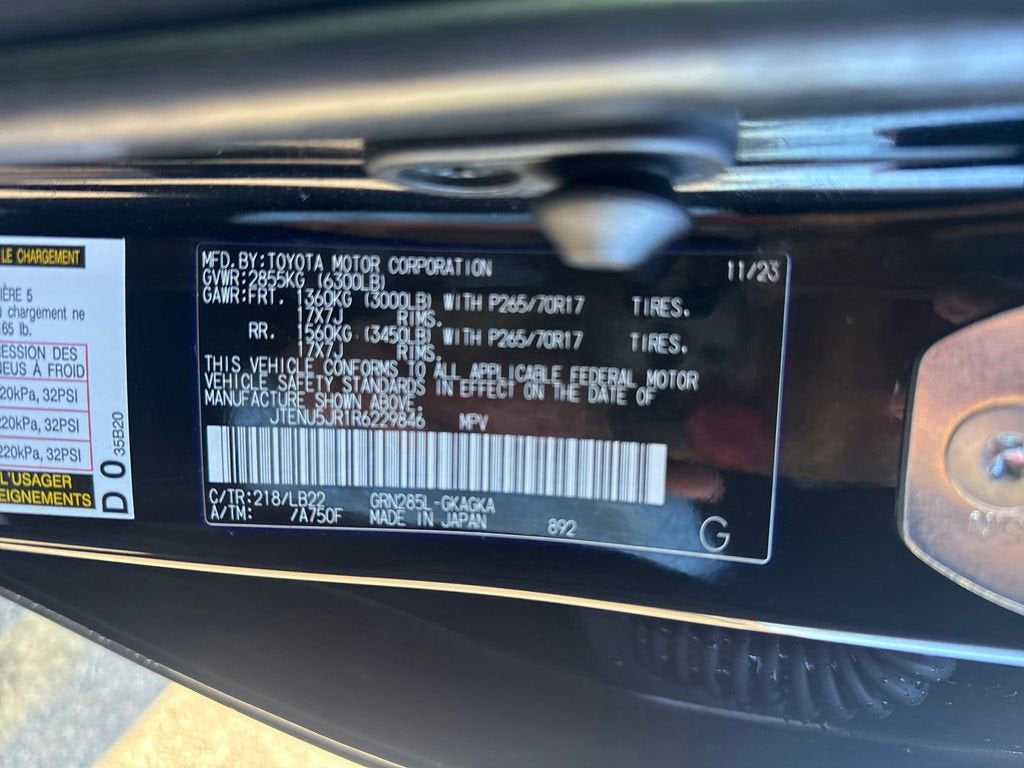 LE CHARGEMENT
IÈRE 5
u chargement ne
65 lb.
RESSION DES
NEUS À FROID
20kPa, 32PSI
220kPa, 32PSI
220kPa, 32PSI
L'USAGER
EIGNEMENTS
D 0
35B20
MFD. BY: TOYOTA MOTOR CORPORATION 11/23
GVWR: 2855KG (6300LB)
GAWR: FRT. 1360KG (3000LB) WITH P265/70R17 TIRES.
17X7J RIMS.
RR. 1560KG (3450LB) WITH P265/70R17 TIRES.
17X7J RIMS.
THIS VEHICLE CONFORMS TO ALL APPLICABLE FEDERAL MOTOR
VEHICLE SAFETY STANDARDS IN EFFECT ON THE DATE OF
MANUFACTURE SHOWN ABOVE.
JTENU5JR1R6229846 MPV
C/TR: 218/LB22 GRN285L-GKAGKA
A/TM: /A750F MADE IN JAPAN 892
G